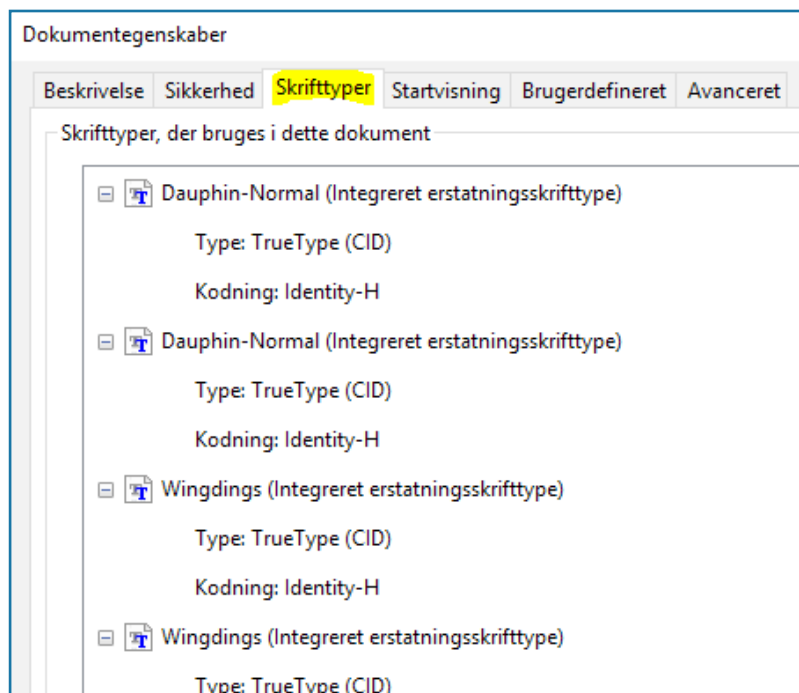 Dokumentegenskaber
Beskrivelse Sikkerhed Skrifttyper Startvisning Brugerdefineret Avanceret
Skrifttyper, der bruges i dette dokument
Dauphin-Normal (Integreret erstatningsskrifttype)
Type: TrueType (CID)
Kodning: Identity-H
Dauphin-Normal (Integreret erstatningsskrifttype)
Type: TrueType (CID)
Kodning: Identity-H
Wingdings (Integreret erstatningsskrifttype)
Type: TrueType (CID)
Kodning: Identity-H
Wingdings (Integreret erstatningsskrifttype)
Type: TrueType (CID)